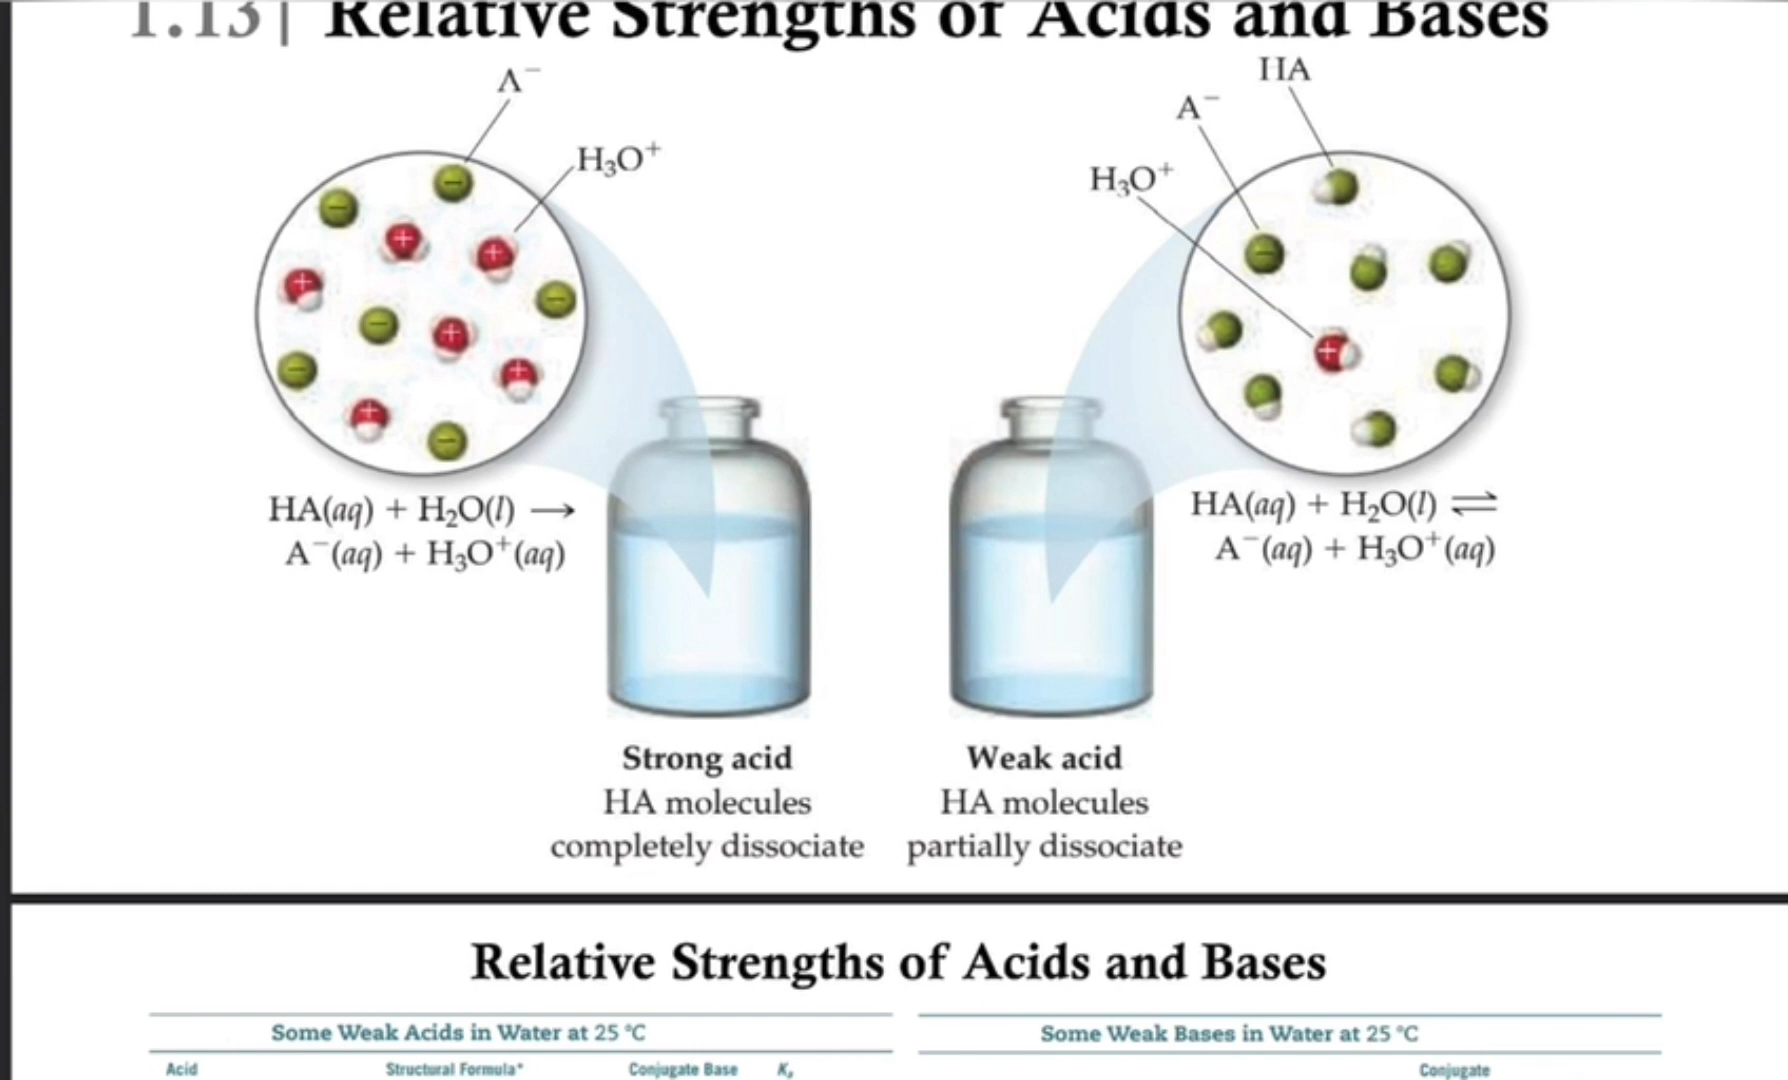 1.13| Relative Strengths of Acids and Bases
A⁻
H₃O⁺
HA
A⁻
H₃O⁺
HA(aq) + H₂O(l) ⟶
A⁻(aq) + H₃O⁺(aq)
HA(aq) + H₂O(l) ⇌
A⁻(aq) + H₃O⁺(aq)
Strong acid
HA molecules
completely dissociate
Weak acid
HA molecules
partially dissociate
Relative Strengths of Acids and Bases
Some Weak Acids in Water at 25 °C
Acid Structural Formula* Conjugate Base Kₐ
Some Weak Bases in Water at 25 °C
Conjugate